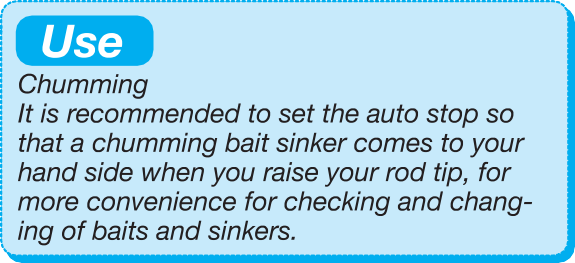 Use
Chumming
It is recommended to set the auto stop so
that a chumming bait sinker comes to your
hand side when you raise your rod tip, for
more convenience for checking and chang-
ing of baits and sinkers.